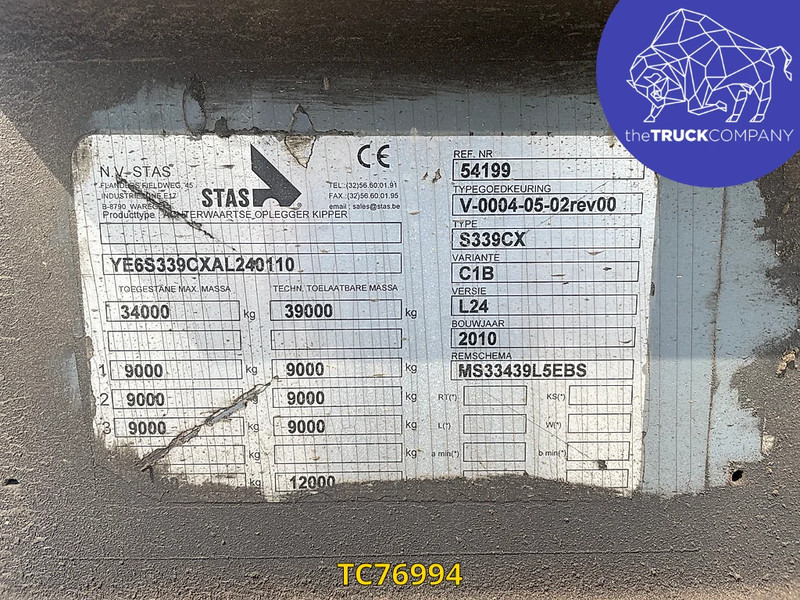 theTRUCKCOMPANY
N.V. STAS
FLANDERS FIELDWEG, 45
INDUSTRIEZONE E17
B-8790 WAREGEM
STAS
®
CE
TEL.:(32)56.60.01.91
FAX.:(32)56.60.01.95
email : sales@stas.be
Producttype : ACHTERWAARTSE OPLEGGER KIPPER
YE6S339CXAL240110
TOEGESTANE MAX. MASSA TECHN. TOELAATBARE MASSA
34000 kg 39000 kg
1 9000 kg 9000 kg
2 9000 kg 9000 kg
3 9000 kg 9000 kg
kg kg
kg 12000 kg
REF. NR
54199
TYPEGOEDKEURING
V-0004-05-02rev00
TYPE
S339CX
VARIANTE
C1B
VERSIE
L24
BOUWJAAR
2010
REMSCHEMA
MS33439L5EBS
RT(*) KS(*)
L(*) W(*)
a min(*) b min(*)
TC76994